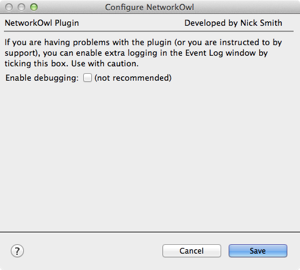 Configure NetworkOwl
NetworkOwl Plugin Developed by Nick Smith
If you are having problems with the plugin (or you are instructed to by
support), you can enable extra logging in the Event Log window by
ticking this box. Use with caution.
Enable debugging: (not recommended)
? Cancel Save